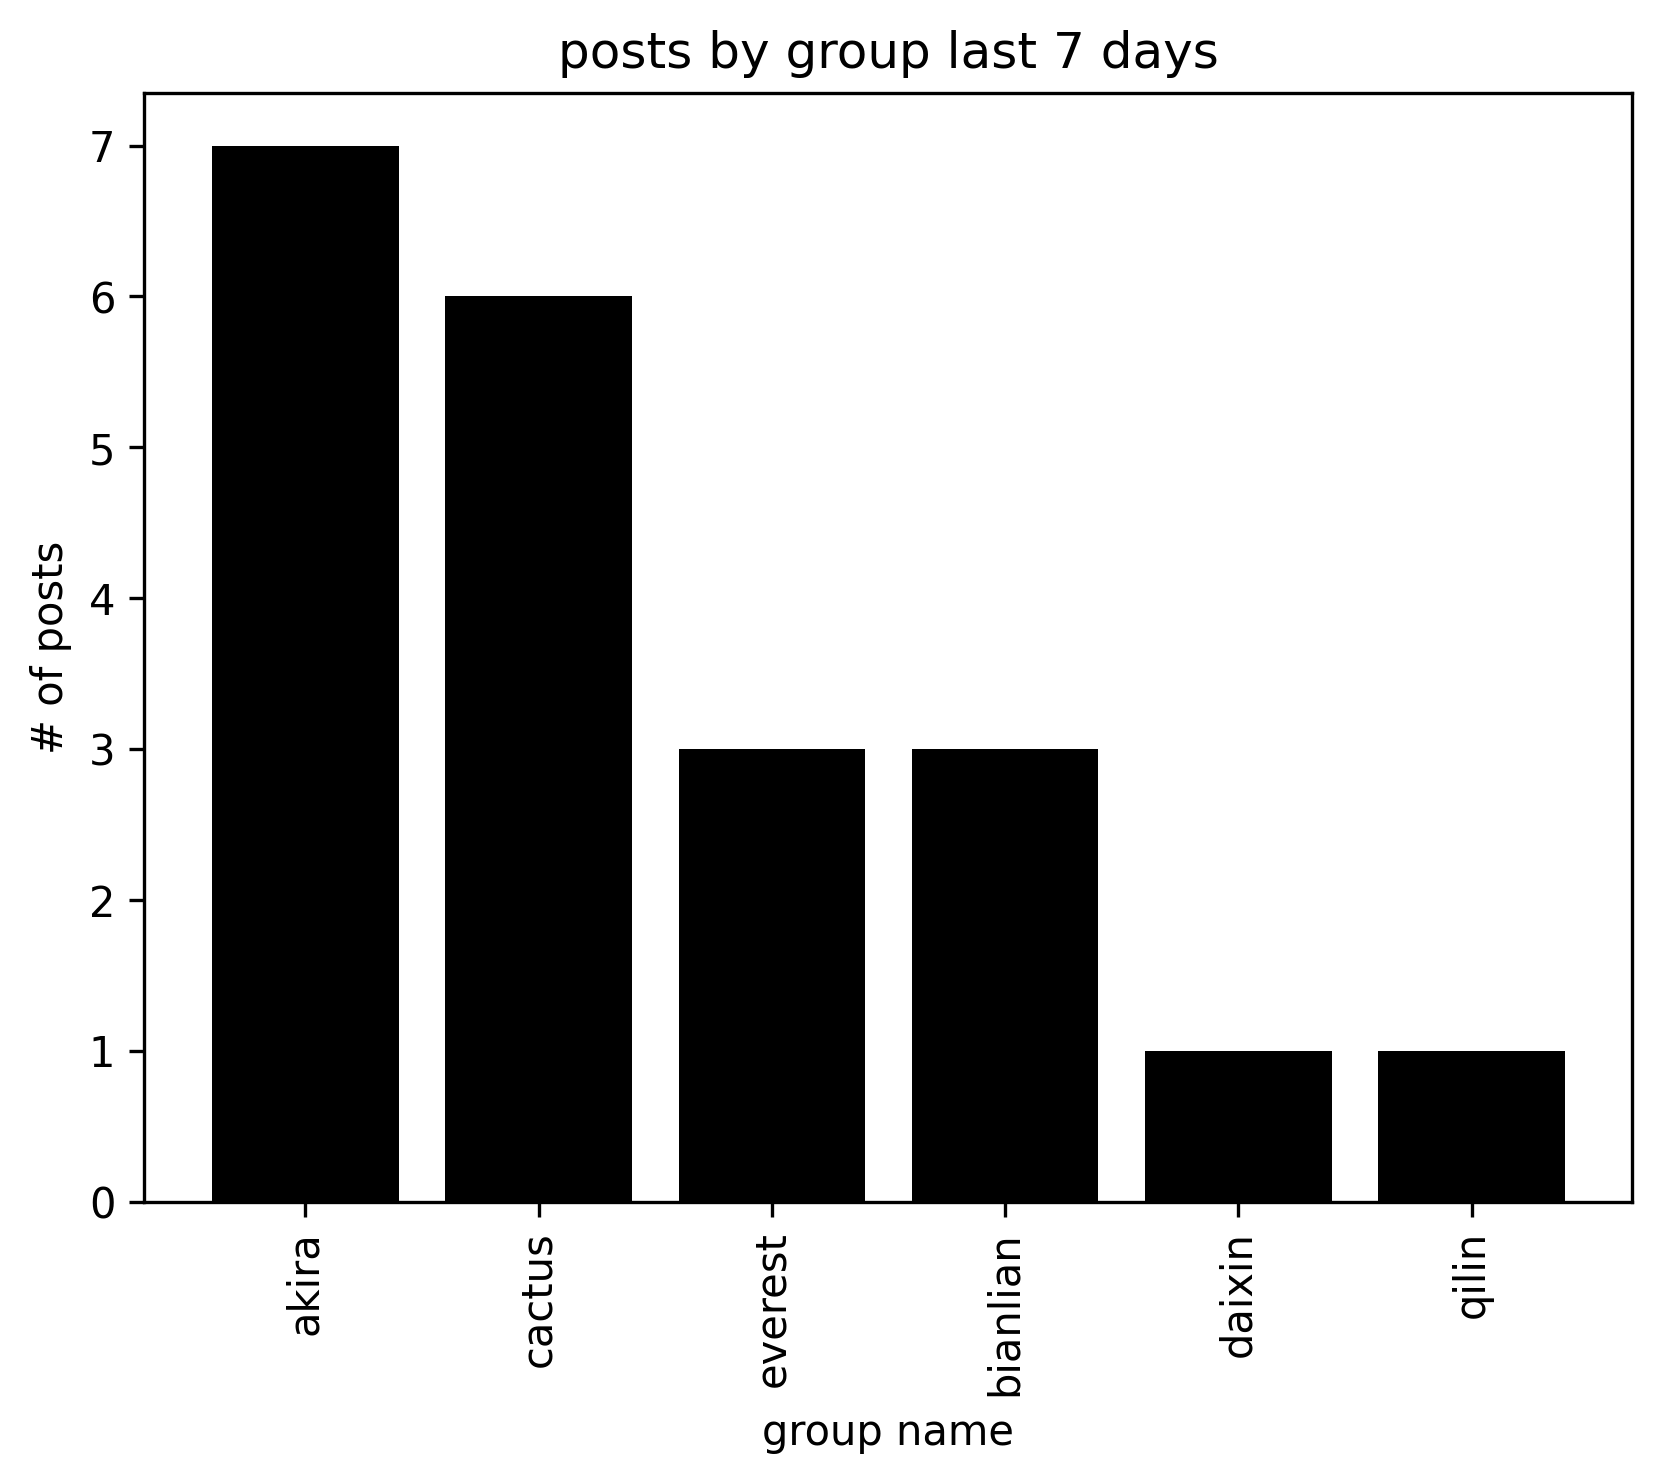 posts by group last 7 days
7
6
5
4
3
2
1
0
# of posts
akira
cactus
everest
bianlian
daixin
qilin
group name